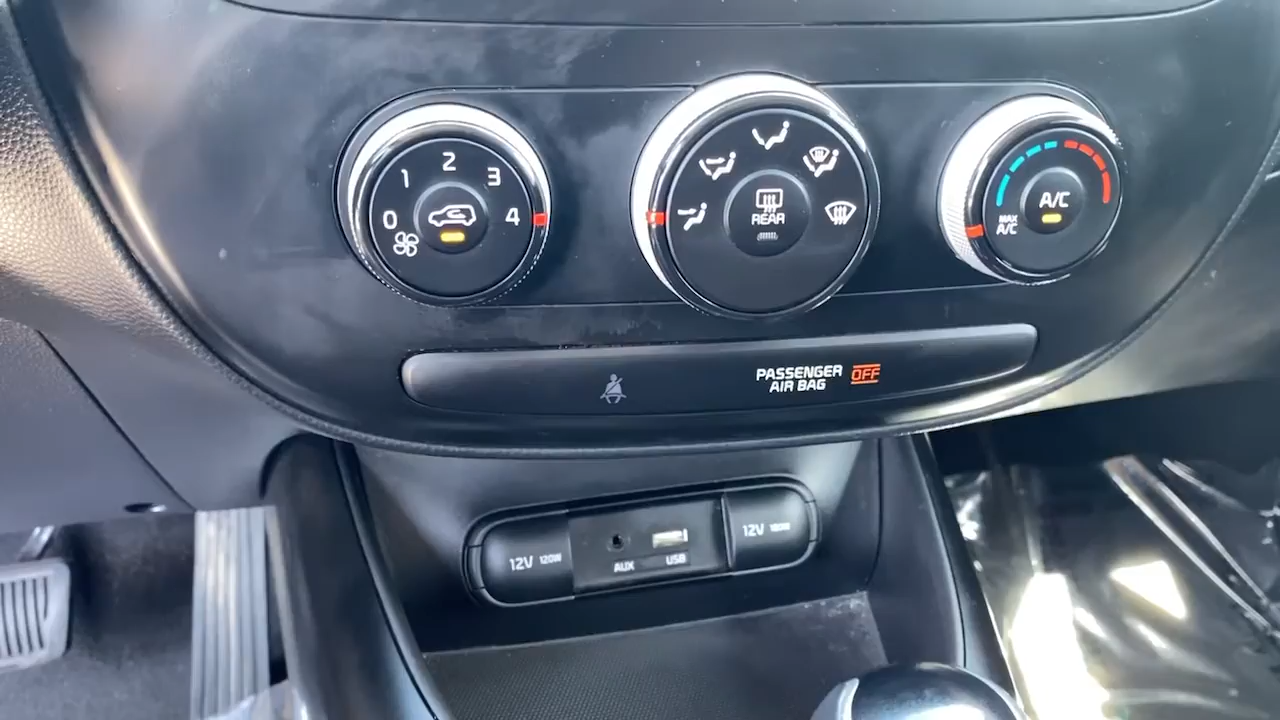 0
1
2
3
4
REAR
MAX
A/C
A/C
PASSENGER
AIR BAG
OFF
12V 120W
AUX
USB
12V 180W